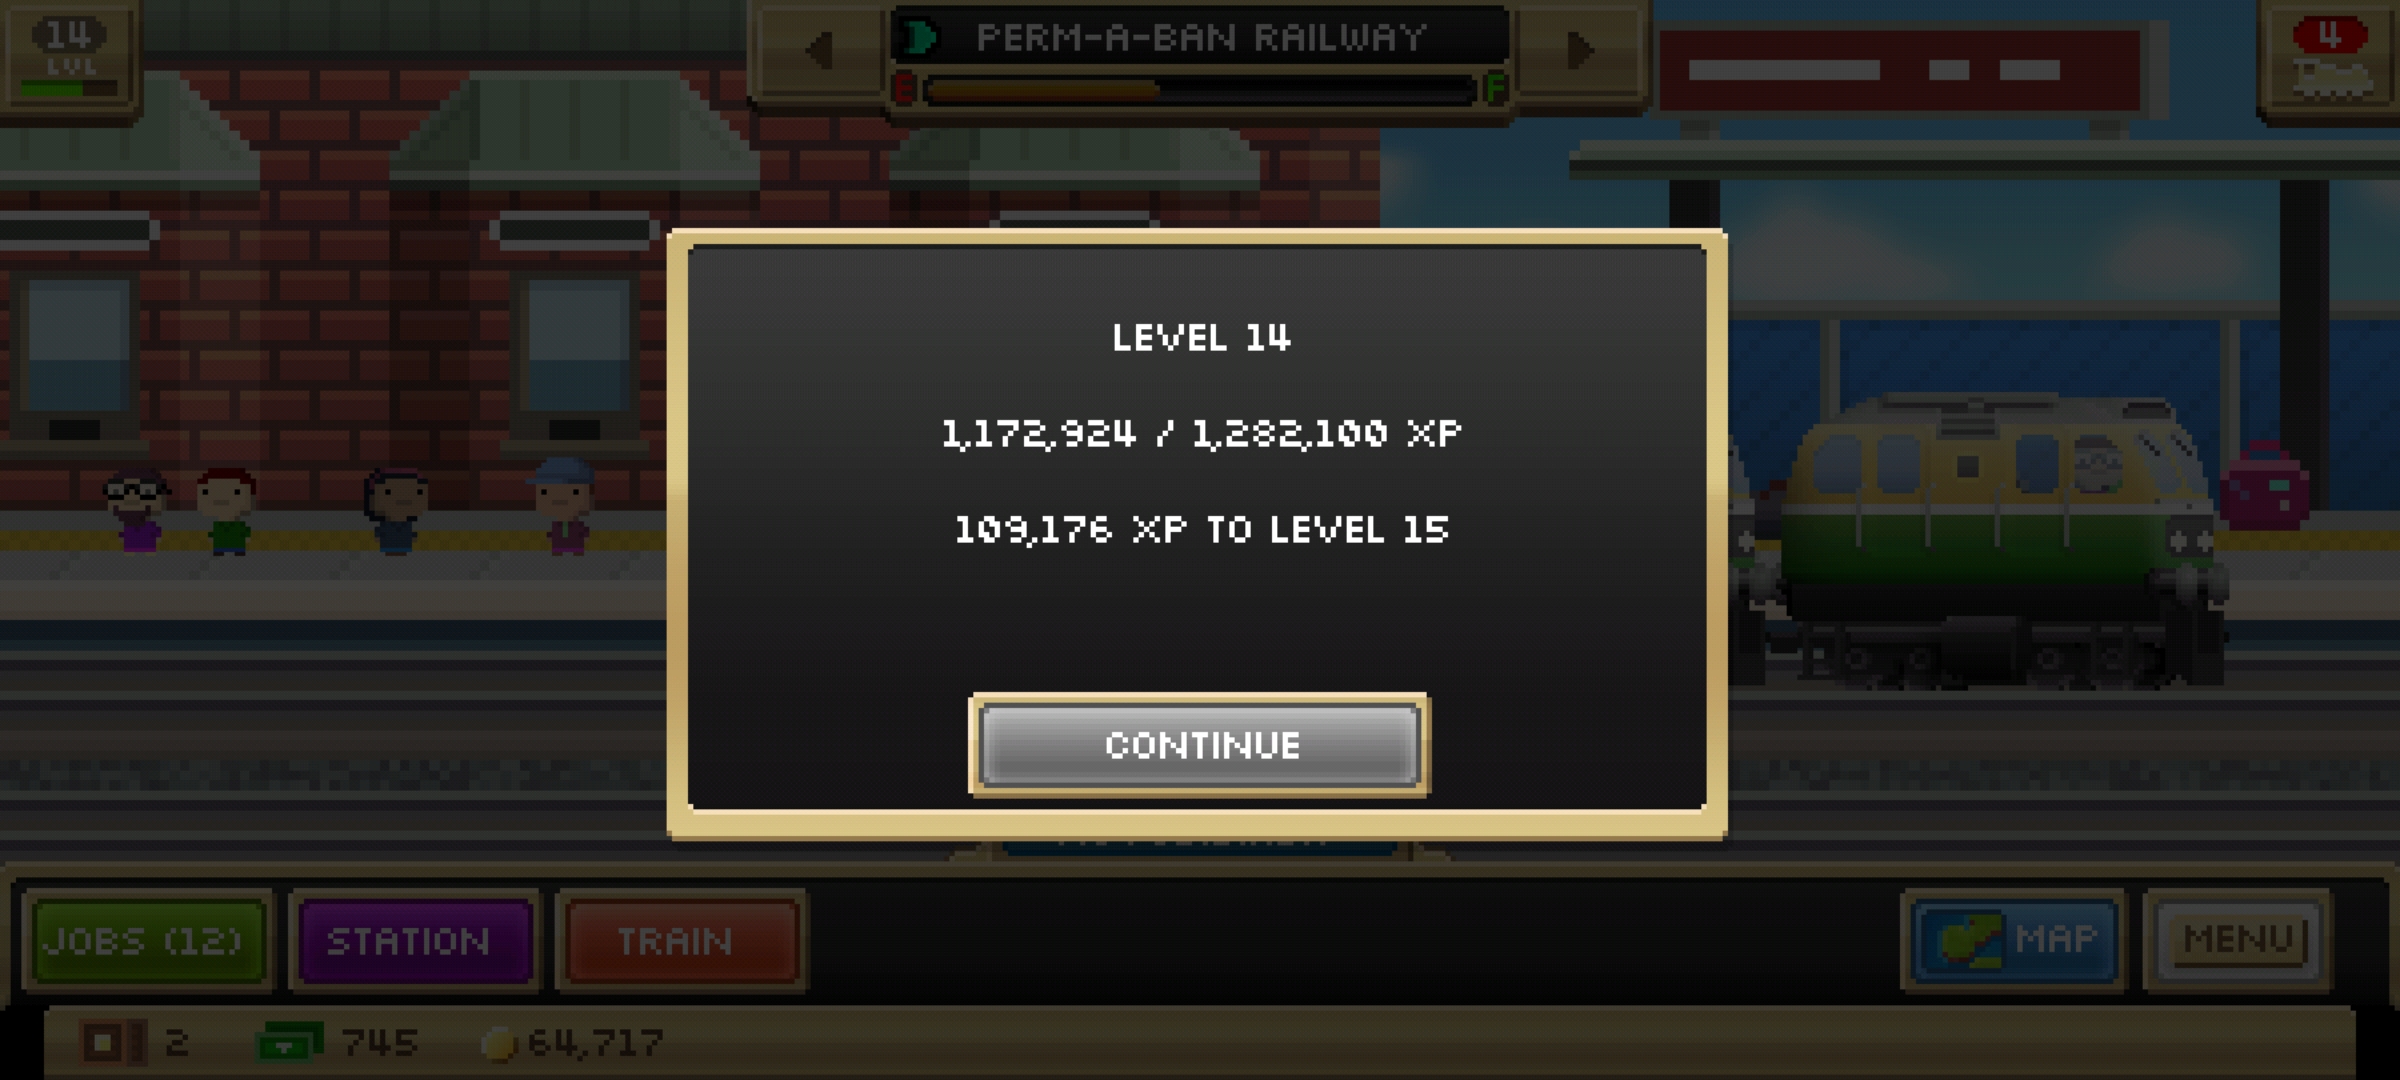 14
LVL
PERM-A-BAN RAILWAY
E
F
4
LEVEL 14
1,172,924 / 1,282,100 XP
109,176 XP TO LEVEL 15
CONTINUE
JOBS (12)
STATION
TRAIN
MAP
MENU
2
745
64,717